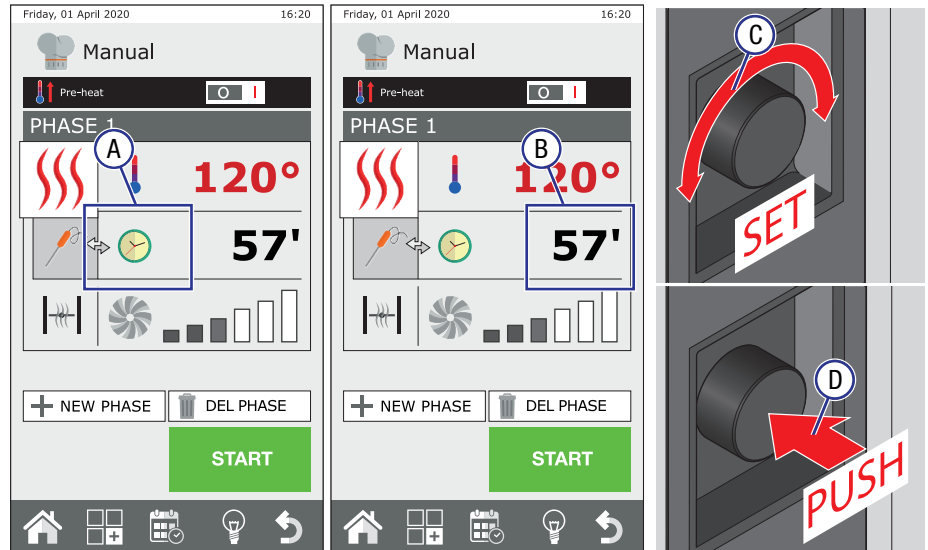 Friday, 01 April 2020 16:20
Manual
Pre-heat O I
PHASE 1
A
120°
57'
NEW PHASE DEL PHASE
START
Friday, 01 April 2020 16:20
Manual
Pre-heat O I
PHASE 1
B
120°
57'
NEW PHASE DEL PHASE
START
C
SET
D
PUSH